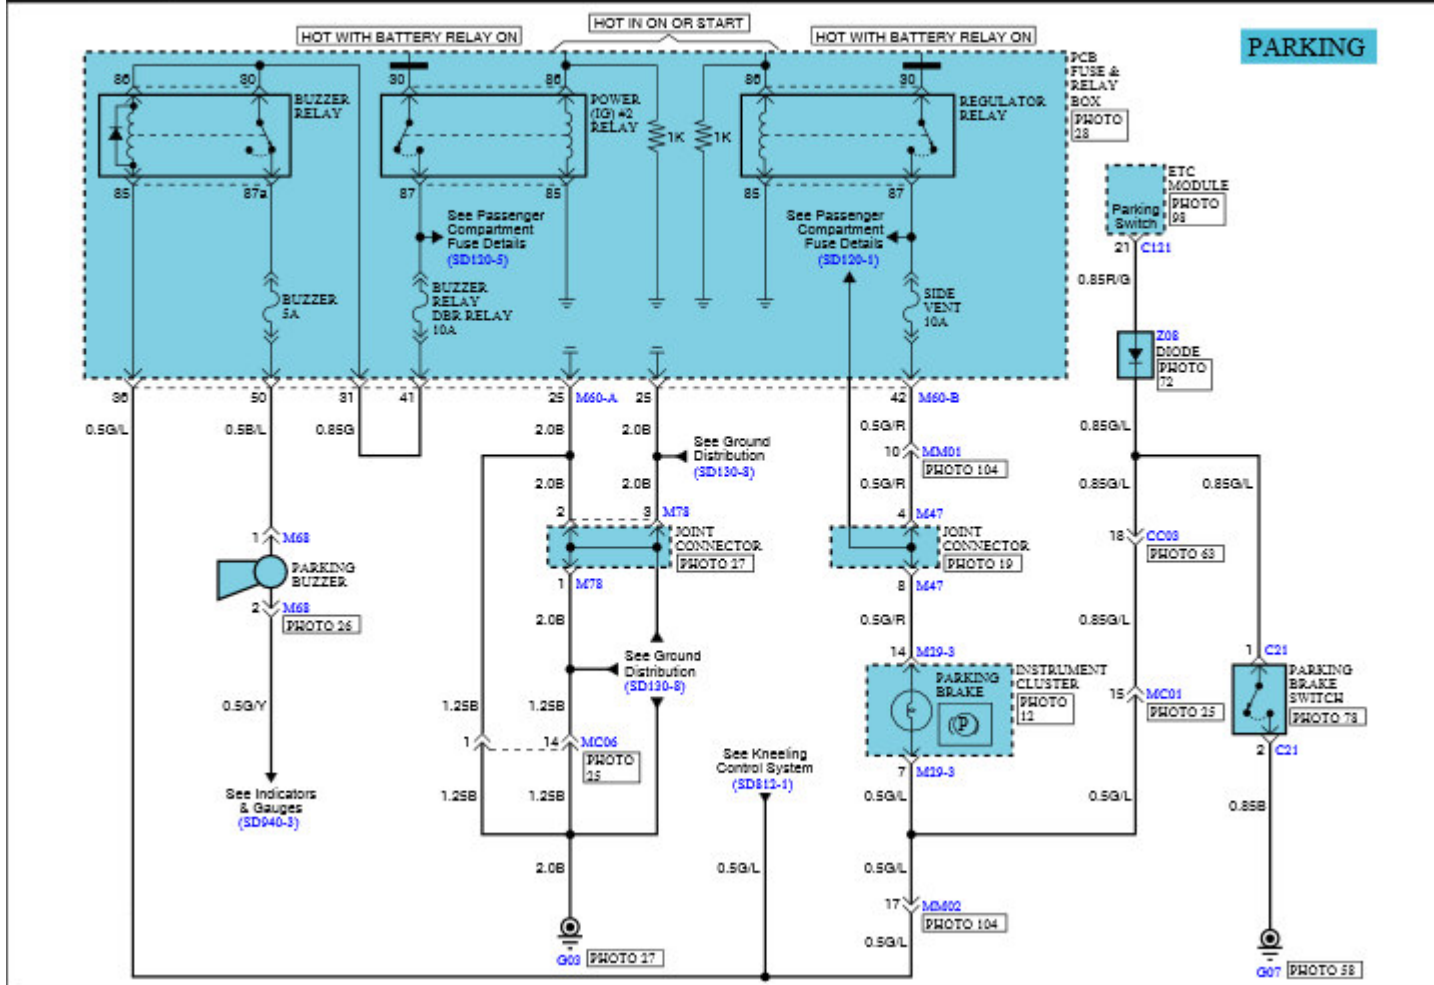 HOT IN ON OR START
HOT WITH BATTERY RELAY ON
HOT WITH BATTERY RELAY ON
PARKING
PCB
FUSE &
RELAY
BOX
PHOTO
28
86
30
30
86
86
30
BUZZER
RELAY
POWER
(IG) #2
RELAY
1K
1K
REGULATOR
RELAY
85
87a
87
85
85
87
ETC
MODULE
PHOTO
98
Parking
Switch
21
C121
0.85R/G
See Passenger
Compartment
Fuse Details
(SD120-5)
See Passenger
Compartment
Fuse Details
(SD120-1)
BUZZER
5A
BUZZER
RELAY
DBR RELAY
10A
SIDE
VENT
10A
Z08
DIODE
PHOTO
72
36
50
31
41
25
M60-A
25
42
M60-B
0.5G/L
0.5B/L
0.85G
2.0B
2.0B
0.5G/R
0.85G/L
See Ground
Distribution
(SD130-8)
10
MM01
PHOTO 104
2.0B
2.0B
0.5G/R
0.85G/L
0.85G/L
2
3
M78
4
M47
1
M68
JOINT
CONNECTOR
PHOTO 27
JOINT
CONNECTOR
PHOTO 19
18
CC03
PHOTO 63
PARKING
BUZZER
1
M78
8
M47
2
M68
PHOTO 26
2.0B
0.5G/R
0.85G/L
See Ground
Distribution
(SD130-8)
14
M29-3
1
C21
PARKING
BRAKE
INSTRUMENT
CLUSTER
PHOTO
12
(P)
PARKING
BRAKE
SWITCH
PHOTO 78
15
MC01
PHOTO 25
0.5G/Y
1.25B
1.25B
1
14
MC06
PHOTO
25
See Kneeling
Control System
(SD812-1)
7
M29-3
2
C21
See Indicators
& Gauges
(SD940-3)
1.25B
1.25B
0.5G/L
0.5G/L
0.85B
2.0B
0.5G/L
0.5G/L
17
MM02
PHOTO 104
0.5G/L
G03
PHOTO 27
G07
PHOTO 58